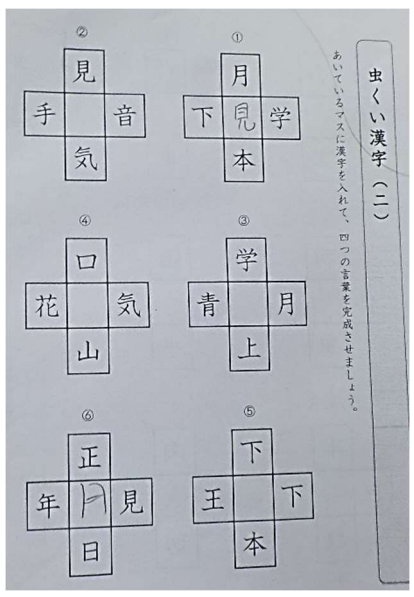 虫くい漢字(二)
あいているマスに漢字を入れて、四つの言葉を完成させましょう。
①
月
下見学
本
②
見
手 音
気
③
学
青 月
上
④
口
花 気
山
⑤
下
王 下
本
⑥
正
年月見
日